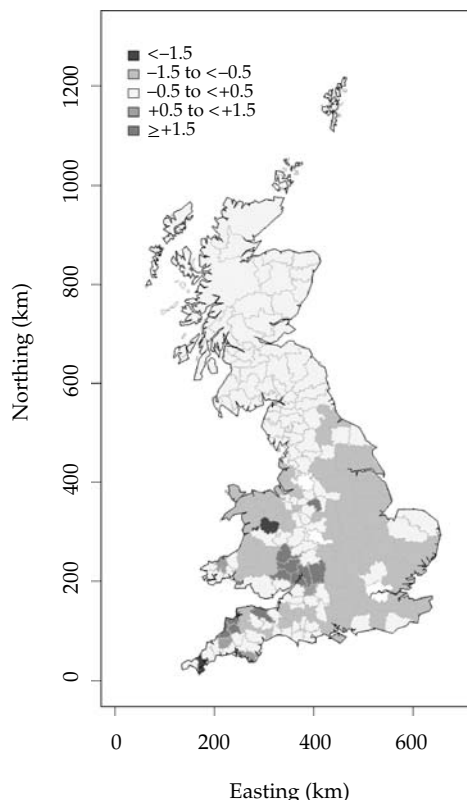 <–1.5
–1.5 to <–0.5
–0.5 to <+0.5
+0.5 to <+1.5
≥+1.5
1200
1000
800
600
400
200
0
Northing (km)
0 200 400 600
Easting (km)